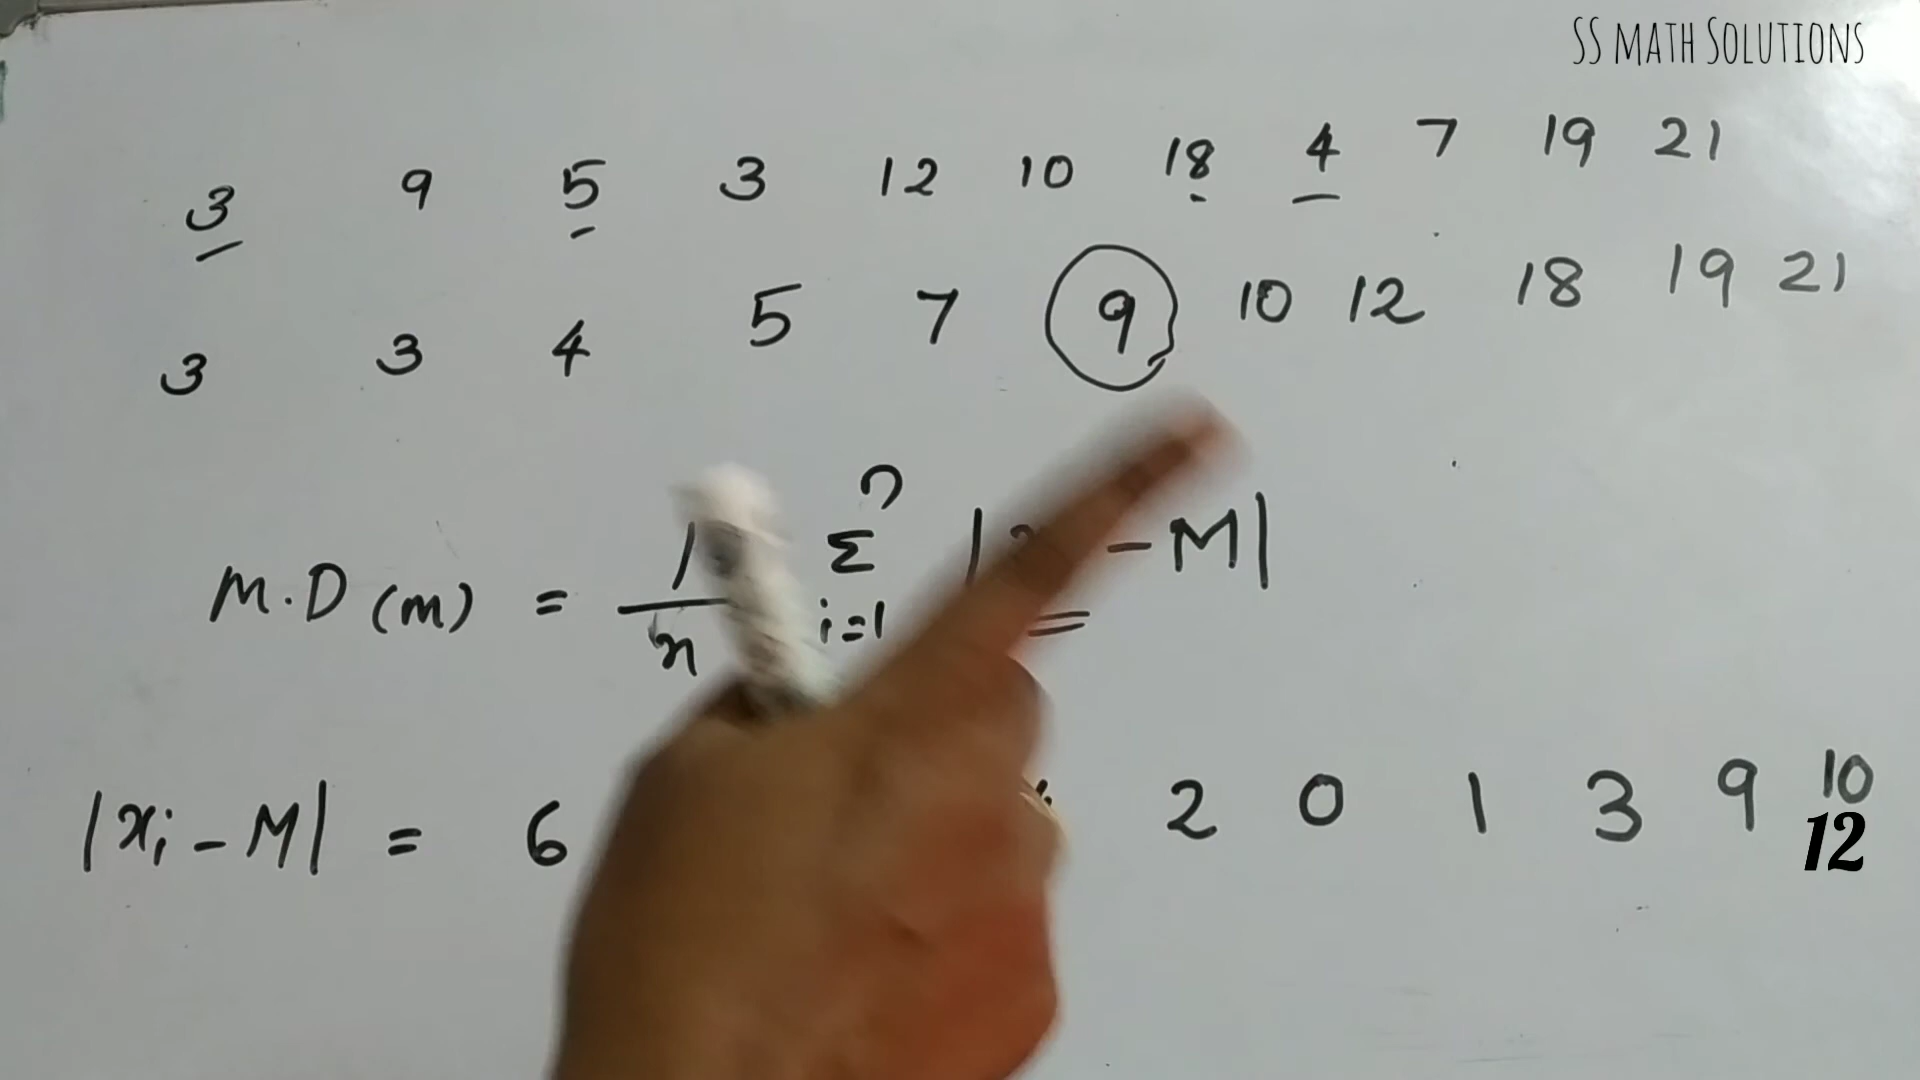 SS MATH SOLUTIONS
3 9 5 3 12 10 18 4 7 19 21
3 3 4 5 7 9 10 12 18 19 21
n
M.D (M) = 1/n Σ | - M|
i=1
|xi - M| = 6 2 0 1 3 9 10
12